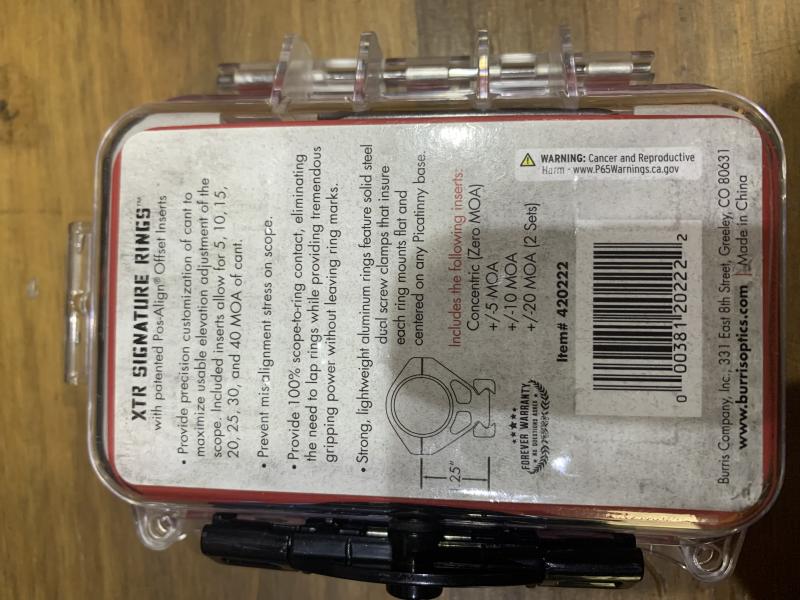 XTR SIGNATURE RINGS™
with patented Pos-Align® Offset Inserts
• Provide precision customization of cant to
maximize usable elevation adjustment of the
scope. Included inserts allow for 5, 10, 15,
20, 25, 30, and 40 MOA of cant.
• Prevent misalignment stress on scope.
• Provide 100% scope-to-ring contact, eliminating
the need to lap rings while providing tremendous
gripping power without leaving ring marks.
• Strong, lightweight aluminum rings feature solid steel
dual screw clamps that insure
each ring mounts flat and
centered on any Picatinny base.
1.25"
Includes the following inserts:
Concentric (Zero MOA)
+/-5 MOA
+/-10 MOA
+/-20 MOA (2 Sets)
FOREVER WARRANTY
NO QUESTIONS ASKED
Item# 420222
WARNING: Cancer and Reproductive
Harm - www.P65Warnings.ca.gov
0 00381 20222 2
Burris Company, Inc., 331 East 8th Street, Greeley, CO 80631
www.burrisoptics.com | Made in China